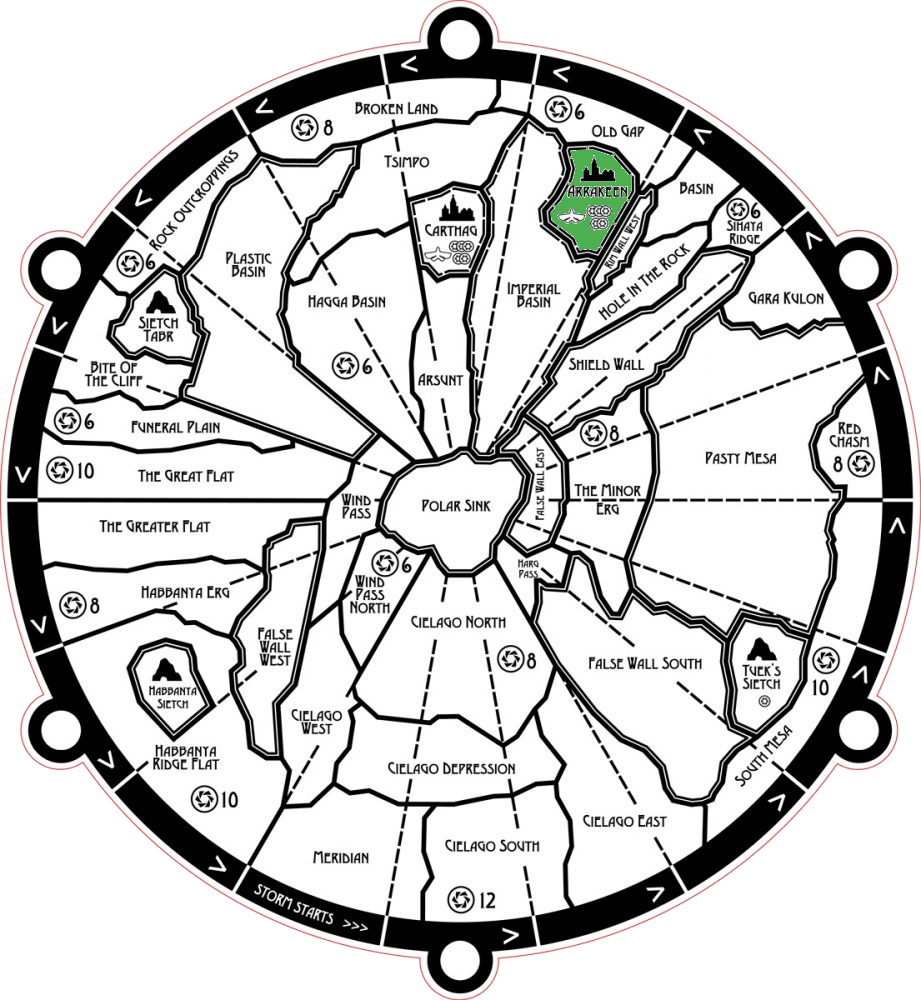 BROKEN LAND
8
6
OLD GAP
TSIMPO
ROCK OUTCROPPINGS
6
ARRAKEEN
BASIN
6
SIHAYA
RIDGE
CARTHAG
RIM WALL WEST
PLASTIC
BASIN
HAGGA BASIN
6
IMPERIAL
BASIN
HOLE IN THE ROCK
GARA KULON
SIETCH
TABR
SHIELD WALL
BITE OF
THE CLIFF
ARSUNT
6
FUNERAL PLAIN
8
RED
CHASM
8
10
THE GREAT FLAT
PASTY MESA
FALSE WALL EAST
THE MINOR
ERG
WIND
PASS
POLAR SINK
THE GREATER FLAT
6
WIND
PASS
NORTH
HARG
PASS
HABBANYA ERG
8
CIELAGO NORTH
8
FALSE
WALL
WEST
FALSE WALL SOUTH
TUEK'S
SIETCH
10
HABBANYA
SIETCH
CIELAGO
WEST
SOUTH MESA
HABBANYA
RIDGE FLAT
10
CIELAGO DEPRESSION
CIELAGO EAST
MERIDIAN
CIELAGO SOUTH
12
STORM STARTS >>>